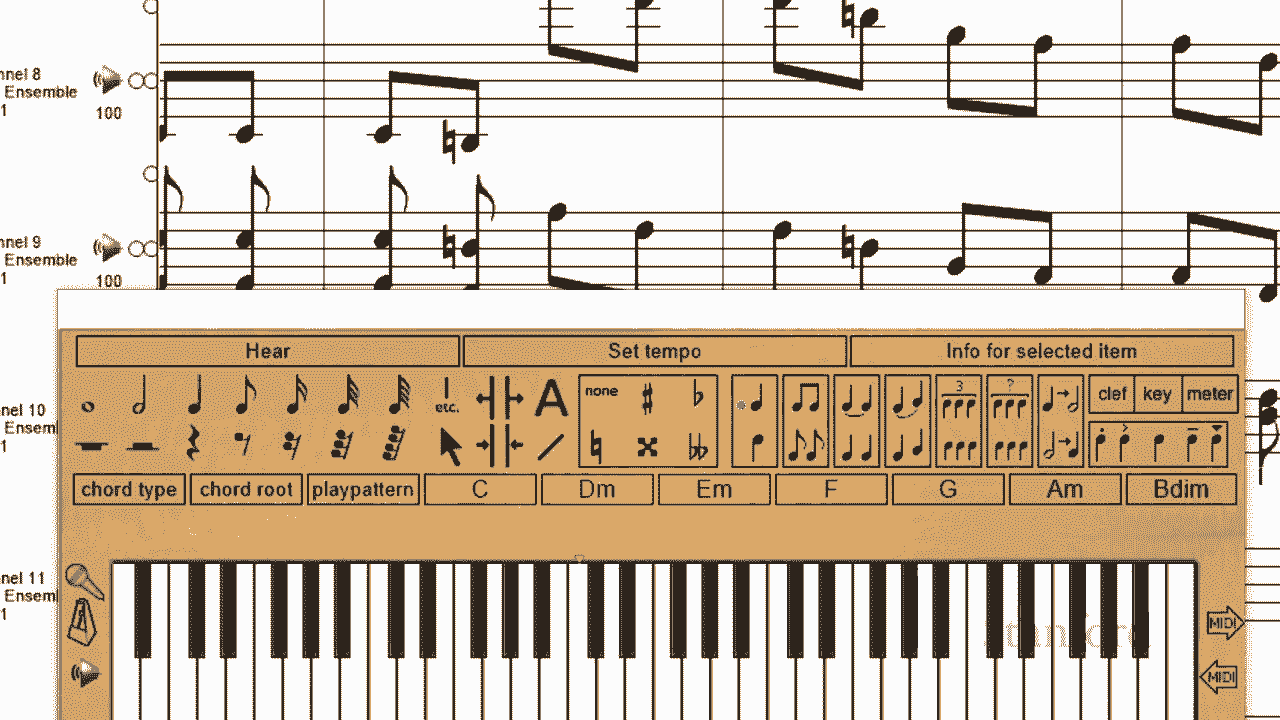 nnel 8
Ensemble
1
100
nnel 9
Ensemble
1
100
Hear Set tempo Info for selected item
etc. A none 3 ? clef key meter
chord type chord root playpattern C Dm Em F G Am Bdim
nel 10
Ensem
1
nel 11
Ensem
1
MIDI
MIDI